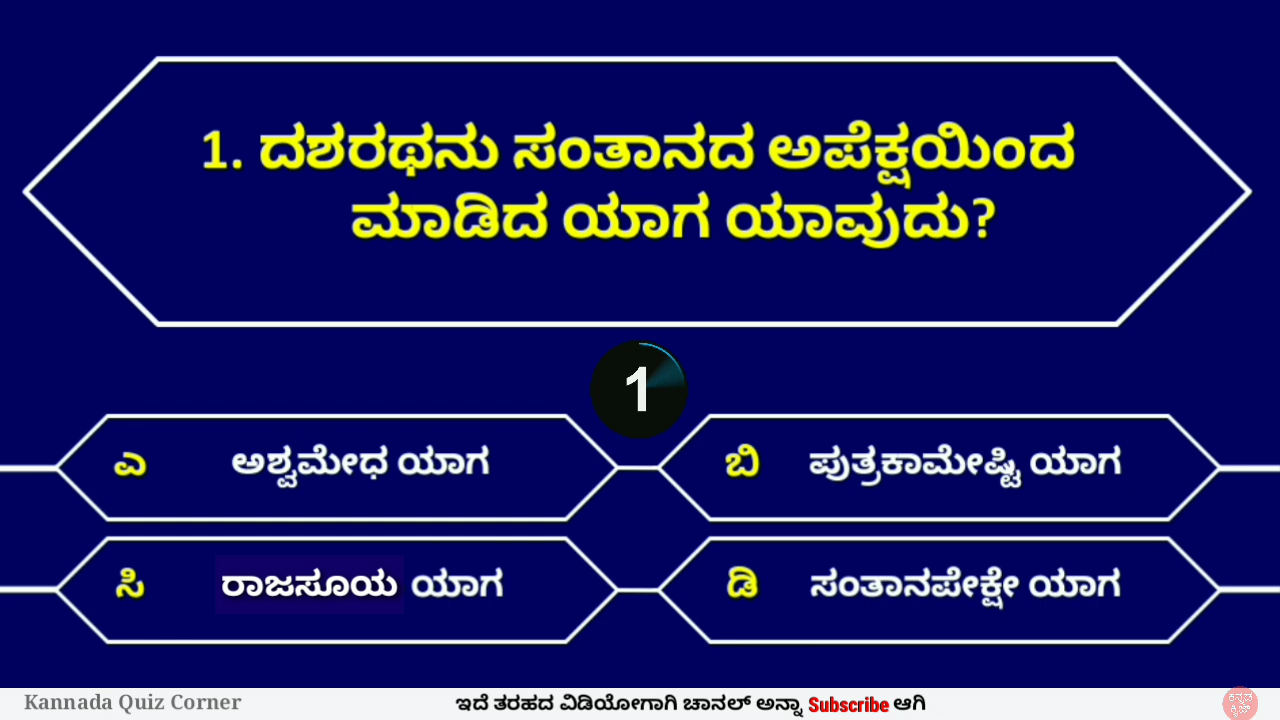 1. ದಶರಥನು ಸಂತಾನದ ಅಪೆಕ್ಷಯಿಂದ
ಮಾಡಿದ ಯಾಗ ಯಾವುದು?
1
ಎ ಅಶ್ವಮೇಧ ಯಾಗ
ಬಿ ಪುತ್ರಕಾಮೇಷ್ಟಿ ಯಾಗ
ಸಿ ರಾಜಸೂಯ ಯಾಗ
ಡಿ ಸಂತಾನಪೇಕ್ಷೇ ಯಾಗ
Kannada Quiz Corner
ಇದೆ ತರಹದ ವಿಡಿಯೋಗಾಗಿ ಚಾನಲ್ ಅನ್ನಾ Subscribe ಆಗಿ